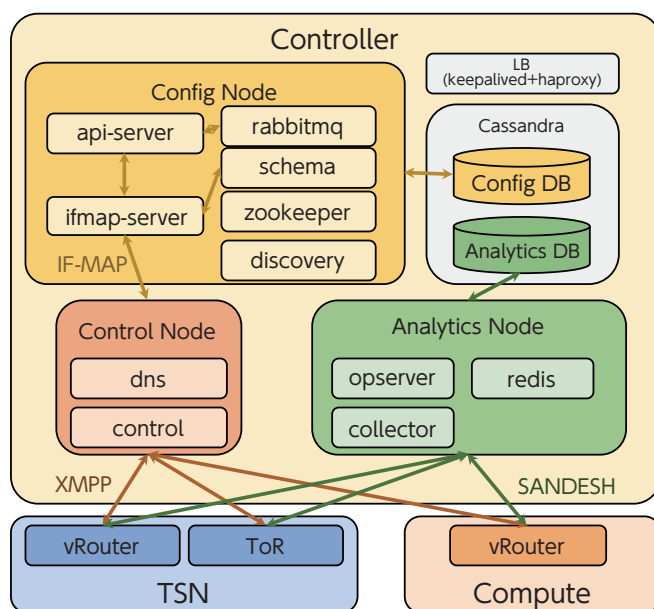 Controller
LB
(keepalived+haproxy)
Config Node
api-server
rabbitmq
schema
ifmap-server
zookeeper
discovery
IF-MAP
Cassandra
Config DB
Analytics DB
Control Node
dns
control
Analytics Node
opserver
redis
collector
XMPP
SANDESH
vRouter
ToR
TSN
vRouter
Compute